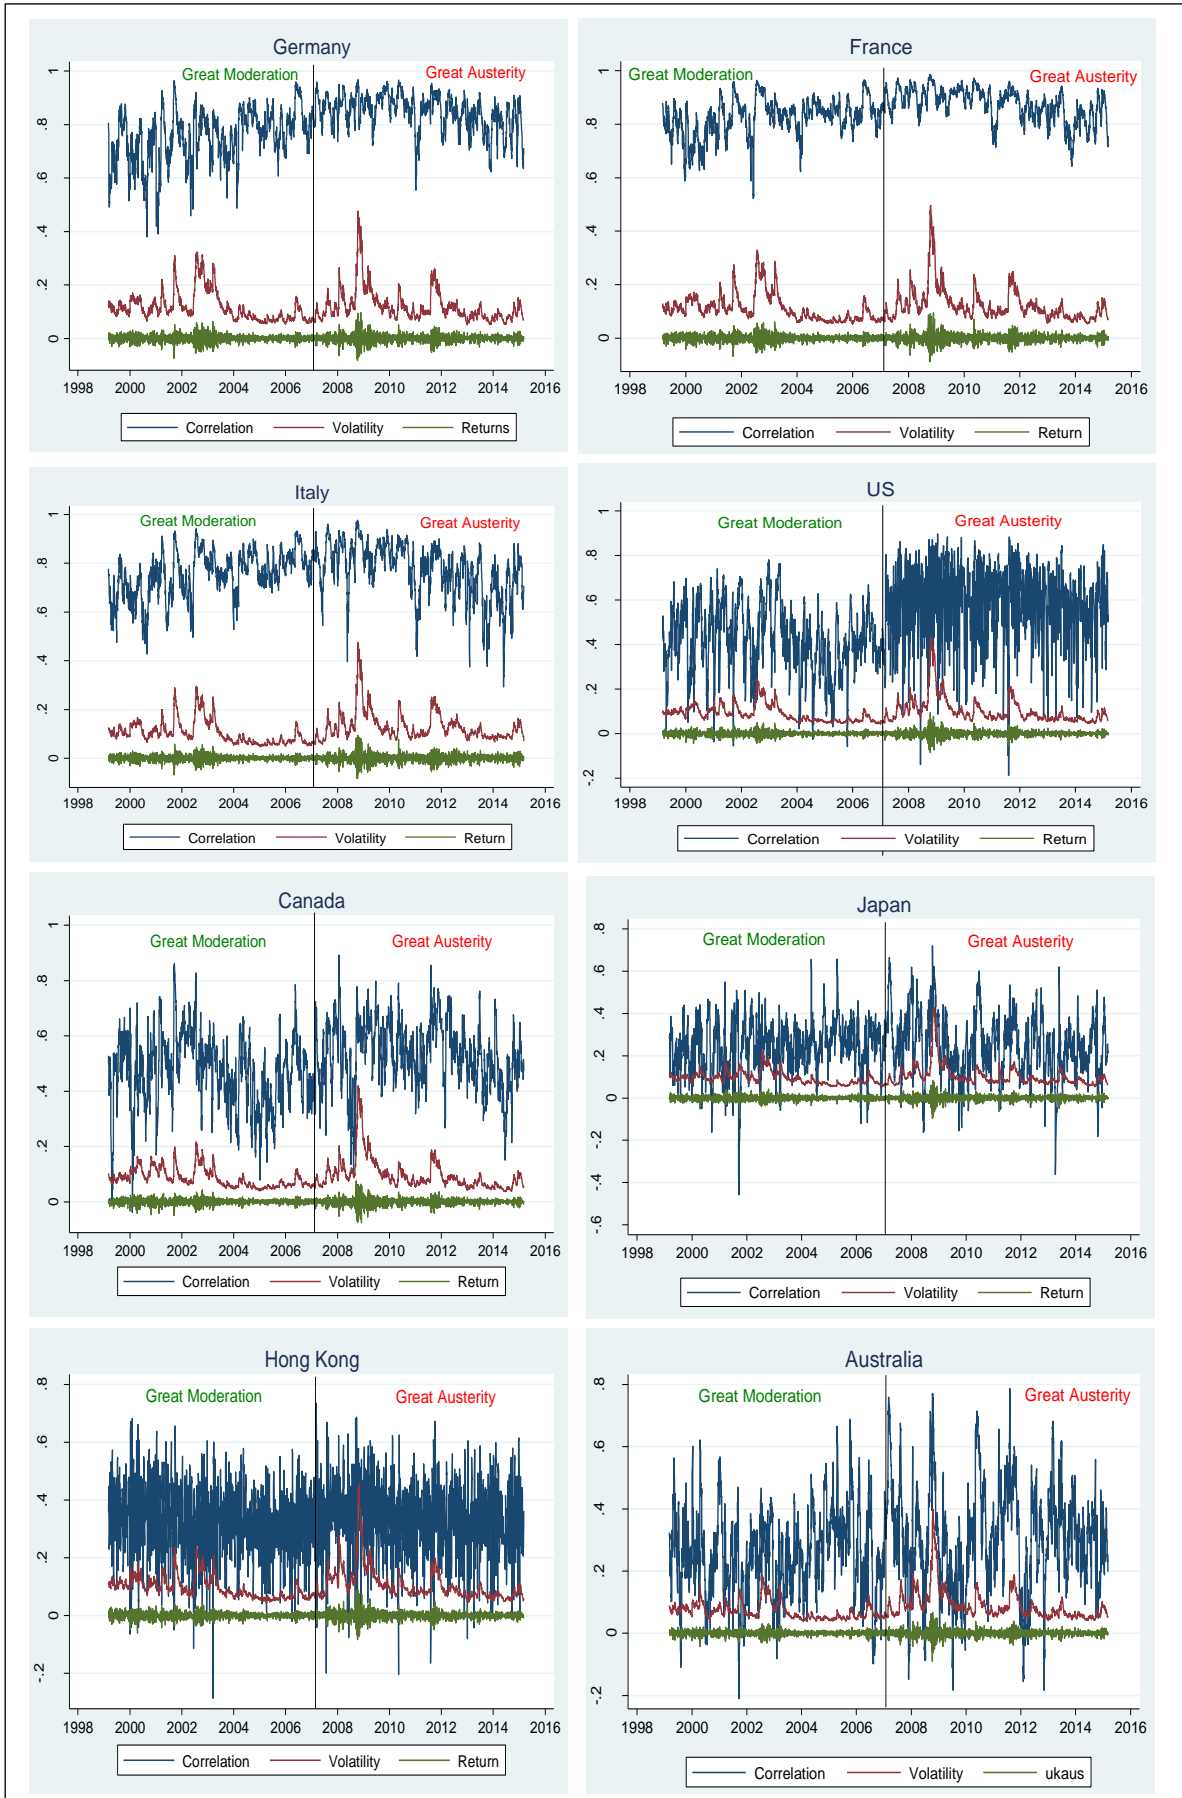 Germany
Great Moderation Great Austerity
1
.8
.6
.4
.2
0
1998 2000 2002 2004 2006 2008 2010 2012 2014 2016
Correlation Volatility Returns
France
Great Moderation Great Austerity
1
.8
.6
.4
.2
0
1998 2000 2002 2004 2006 2008 2010 2012 2014 2016
Correlation Volatility Return
Italy
Great Moderation Great Austerity
1
.8
.6
.4
.2
0
1998 2000 2002 2004 2006 2008 2010 2012 2014 2016
Correlation Volatility Return
US
Great Moderation Great Austerity
1
.8
.6
.4
.2
0
-.2
1998 2000 2002 2004 2006 2008 2010 2012 2014 2016
Correlation Volatility Return
Canada
Great Moderation Great Austerity
1
.8
.6
.4
.2
0
1998 2000 2002 2004 2006 2008 2010 2012 2014 2016
Correlation Volatility Return
Japan
Great Moderation Great Austerity
.8
.6
.4
.2
0
-.2
-.4
-.6
1998 2000 2002 2004 2006 2008 2010 2012 2014 2016
Correlation Volatility Return
Hong Kong
Great Moderation Great Austerity
.8
.6
.4
.2
0
-.2
1998 2000 2002 2004 2006 2008 2010 2012 2014 2016
Correlation Volatility Return
Australia
Great Moderation Great Austerity
.8
.6
.4
.2
0
-.2
1998 2000 2002 2004 2006 2008 2010 2012 2014 2016
Correlation Volatility ukaus